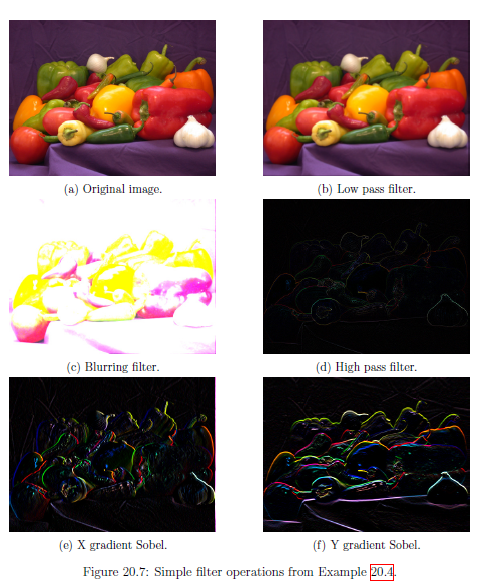 (a) Original image.
(b) Low pass filter.
(c) Blurring filter.
(d) High pass filter.
(e) X gradient Sobel.
(f) Y gradient Sobel.
Figure 20.7: Simple filter operations from Example 20.4.